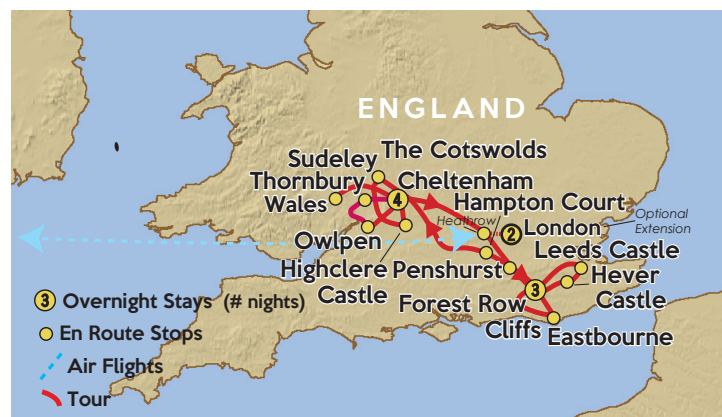 ENGLAND
Sudeley
The Cotswolds
Thornbury
Cheltenham
Wales
4
Hampton Court
Heathrow
2
London
Optional
Extension
Owlpen
Leeds Castle
Highclere
Castle
Penshurst
Hever
Castle
3
Forest Row
Cliffs
Eastbourne
3 Overnight Stays (# nights)
En Route Stops
Air Flights
Tour